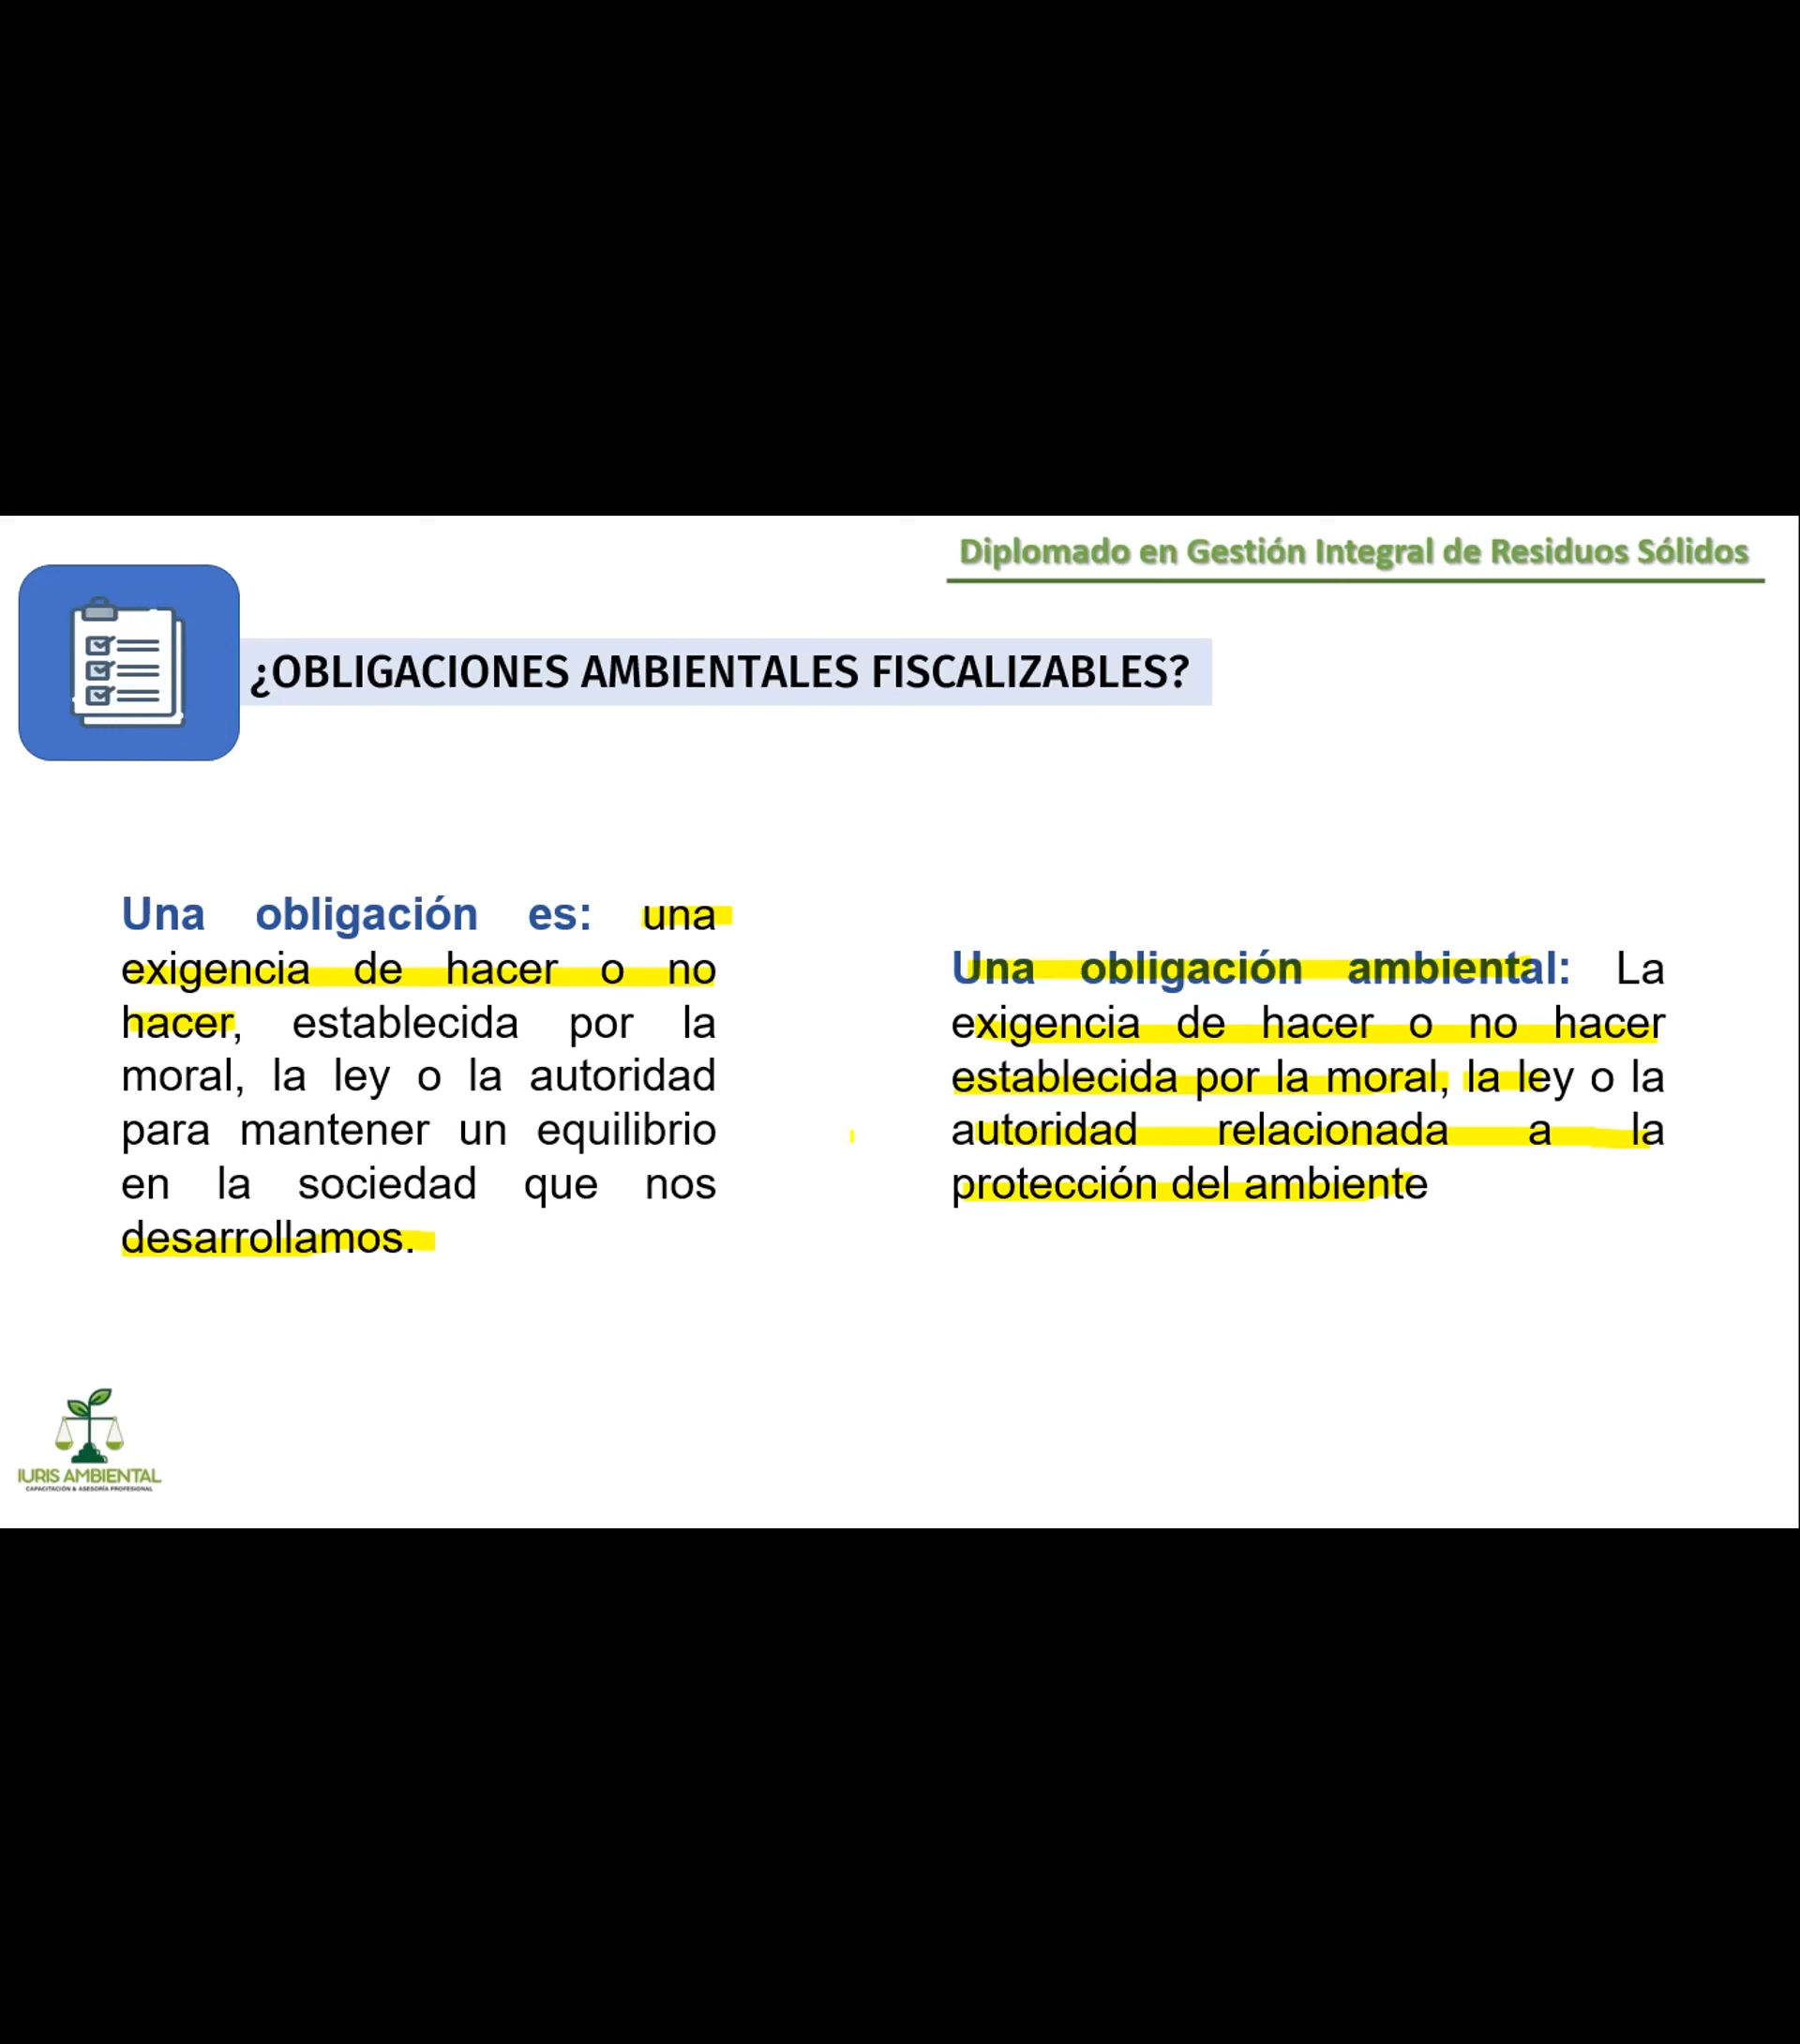 Diplomado en Gestión Integral de Residuos Sólidos
¿OBLIGACIONES AMBIENTALES FISCALIZABLES?
Una obligación es: una
exigencia de hacer o no
hacer, establecida por la
moral, la ley o la autoridad
para mantener un equilibrio
en la sociedad que nos
desarrollamos.
Una obligación ambiental: La
exigencia de hacer o no hacer
establecida por la moral, la ley o la
autoridad relacionada a la
protección del ambiente
IURIS AMBIENTAL
CAPACITACIÓN & ASESORÍA PROFESIONAL